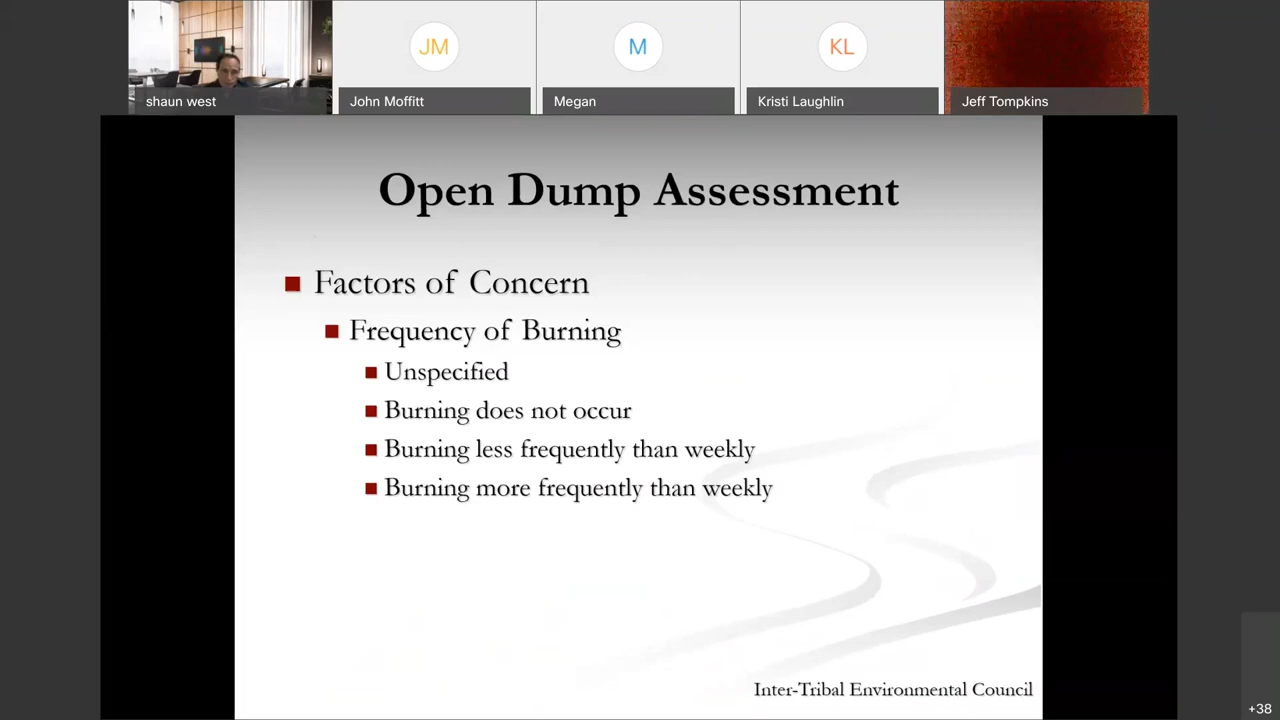 JM
M
KL
shaun west
John Moffitt
Megan
Kristi Laughlin
Jeff Tompkins
Open Dump Assessment
Factors of Concern
Frequency of Burning
Unspecified
Burning does not occur
Burning less frequently than weekly
Burning more frequently than weekly
Inter-Tribal Environmental Council
+38